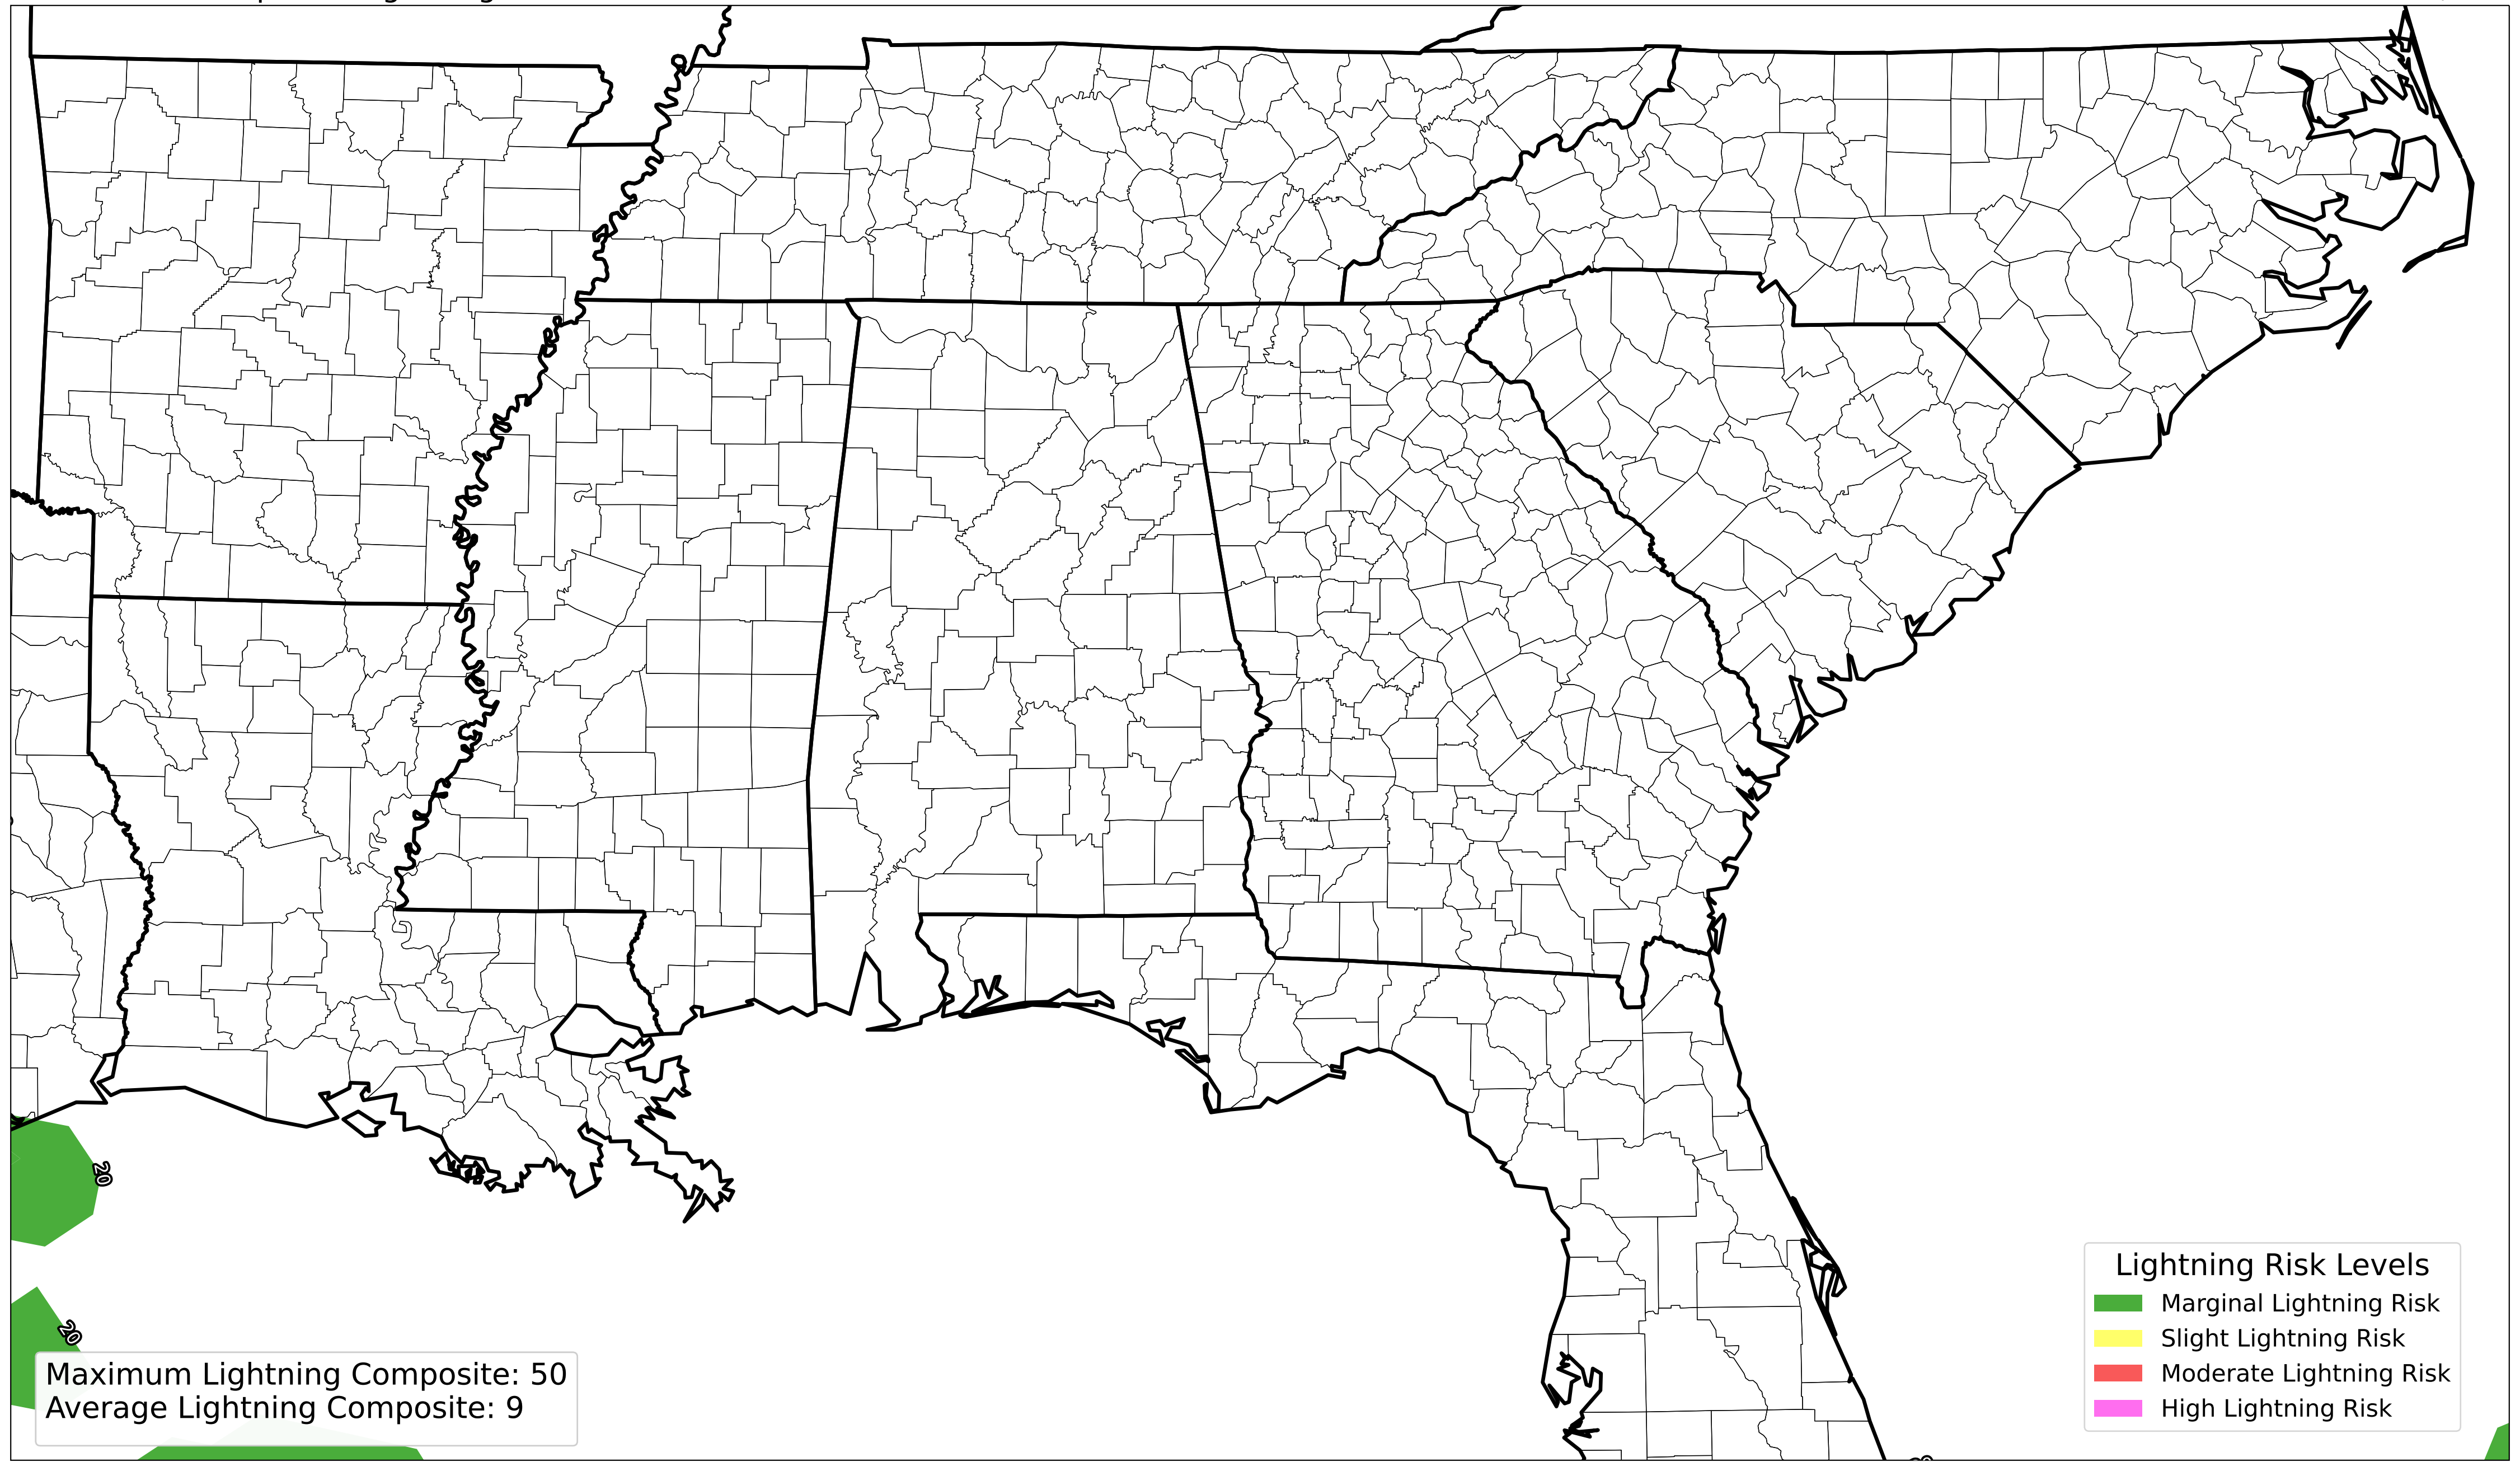 20
20
Maximum Lightning Composite: 50
Average Lightning Composite: 9
Lightning Risk Levels
Marginal Lightning Risk
Slight Lightning Risk
Moderate Lightning Risk
High Lightning Risk